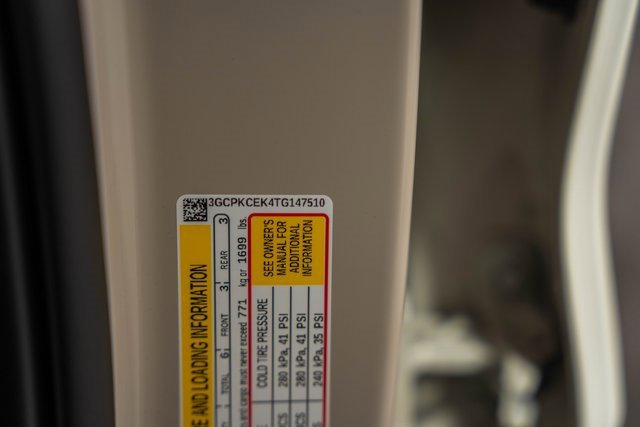 3GCPKCEK4TG147510
E AND LOADING INFORMATION
TOTAL 6 FRONT 3 REAR 3
and cargo must never exceed 771 kg or 1699 lbs.
SEE OWNER'S
MANUAL FOR
ADDITIONAL
INFORMATION
COLD TIRE PRESSURE
280 kPa, 41 PSI
280 kPa, 41 PSI
240 kPa, 35 PSI